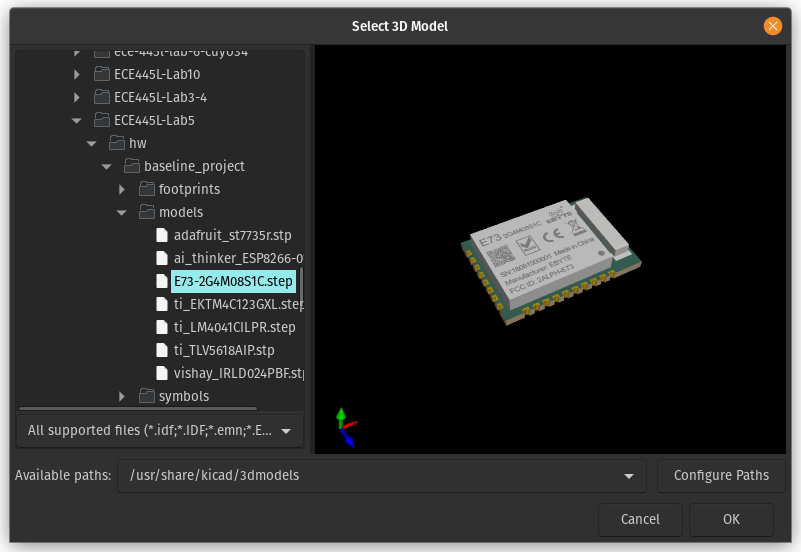 Select 3D Model
ece-445l-lab-6-cuy034
ECE445L-Lab10
ECE445L-Lab3-4
ECE445L-Lab5
hw
baseline_project
footprints
models
adafruit_st7735r.stp
ai_thinker_ESP8266-0
E73-2G4M08S1C.step
ti_EKTM4C123GXL.step
ti_LM4041CILPR.step
ti_TLV5618AIP.stp
vishay_IRLD024PBF.stp
symbols
E73 2G4M08S1C
EBYTE
CE
SN:18061500001 Made in China
Manufacturer: EBYTE
FCC ID: 2ALPH-E73
All supported files (*.idf;*.IDF;*.emn;*.E...
Available paths:
/usr/share/kicad/3dmodels
Configure Paths
Cancel
OK